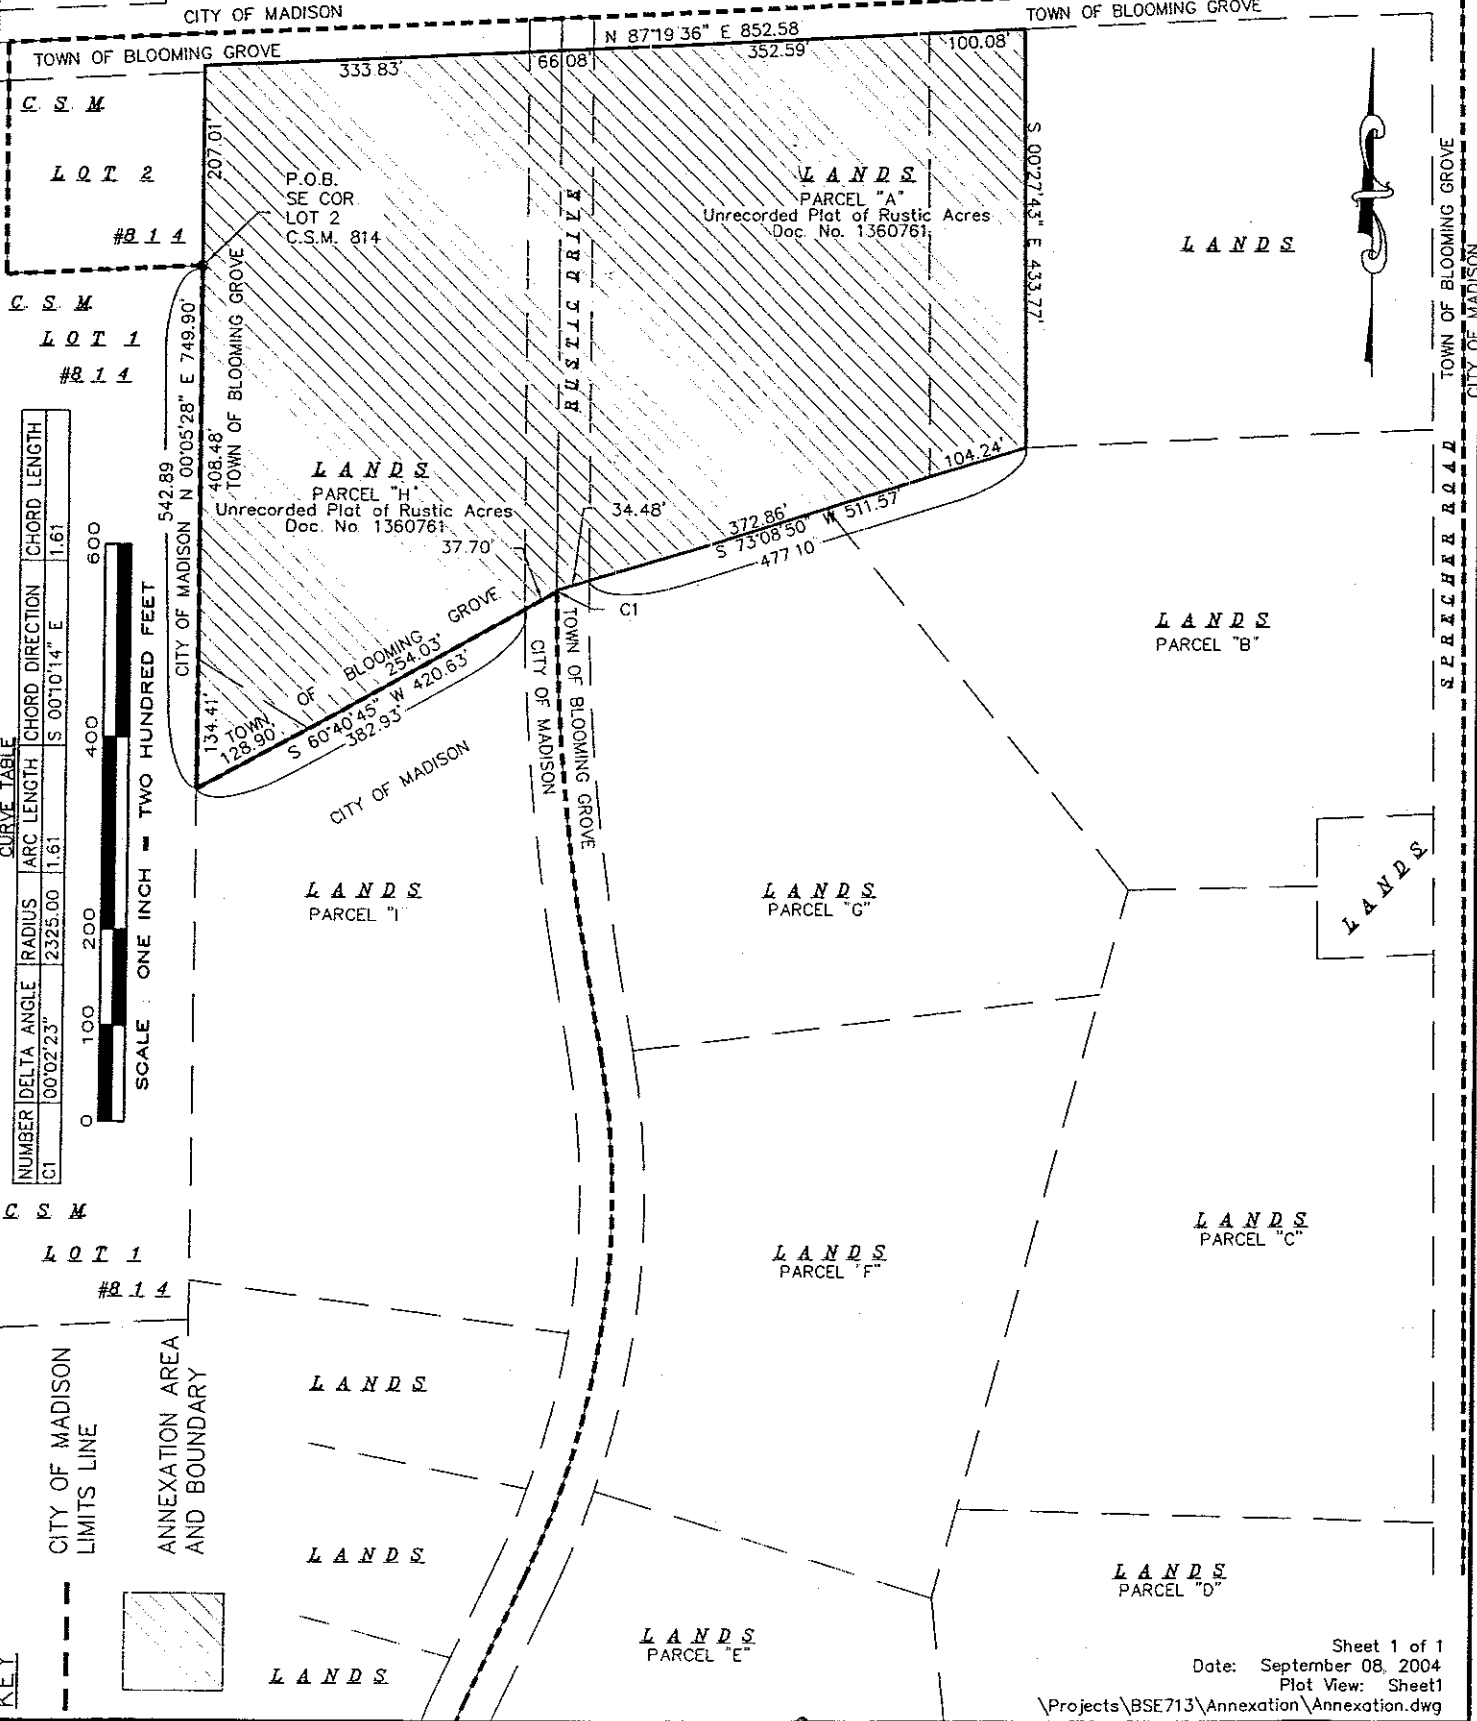 CITY OF MADISON
TOWN OF BLOOMING GROVE
TOWN OF BLOOMING GROVE
N 87°19'36" E 852.58
333.83'
66.08'
352.59'
100.08'
C. S. M.
LOT 2
#814
207.01'
P.O.B.
SE COR.
LOT 2
C.S.M. 814
RUSTIC DRIVE
LANDS
PARCEL "A"
Unrecorded Plat of Rustic Acres
Doc. No. 1360761
S 00°27'43" E 433.77'
LANDS
TOWN OF BLOOMING GROVE
CITY OF MADISON
SPRECHER ROAD
C. S. M.
LOT 1
#814
542.89
CITY OF MADISON N 00°05'28" E 749.90'
408.48'
TOWN OF BLOOMING GROVE
134.41'
LANDS
PARCEL "H"
Unrecorded Plat of Rustic Acres
Doc. No. 1360761
37.70'
34.48'
C1
104.24'
372.86'
S 73°08'50" W 511.57'
477.10'
TOWN OF BLOOMING GROVE
128.90'
254.03'
S 60°40'45" W 420.63'
382.93'
CITY OF MADISON
CITY OF MADISON
TOWN OF BLOOMING GROVE
CURVE TABLE
NUMBER DELTA ANGLE RADIUS ARC LENGTH CHORD DIRECTION CHORD LENGTH
C1 00°02'23" 2325.00 1.61 S 00°10'14" E 1.61
0 100 200 400 600
SCALE : ONE INCH = TWO HUNDRED FEET
LANDS
PARCEL "B"
LANDS
LANDS
PARCEL "I"
LANDS
PARCEL "G"
LANDS
PARCEL "F"
LANDS
PARCEL "C"
C. S. M.
LOT 1
#814
LANDS
LANDS
LANDS
LANDS
PARCEL "E"
LANDS
PARCEL "D"
KEY
CITY OF MADISON
LIMITS LINE
ANNEXATION AREA
AND BOUNDARY
Sheet 1 of 1
Date: September 08, 2004
Plot View: Sheet1
\Projects\BSE713\Annexation\Annexation.dwg